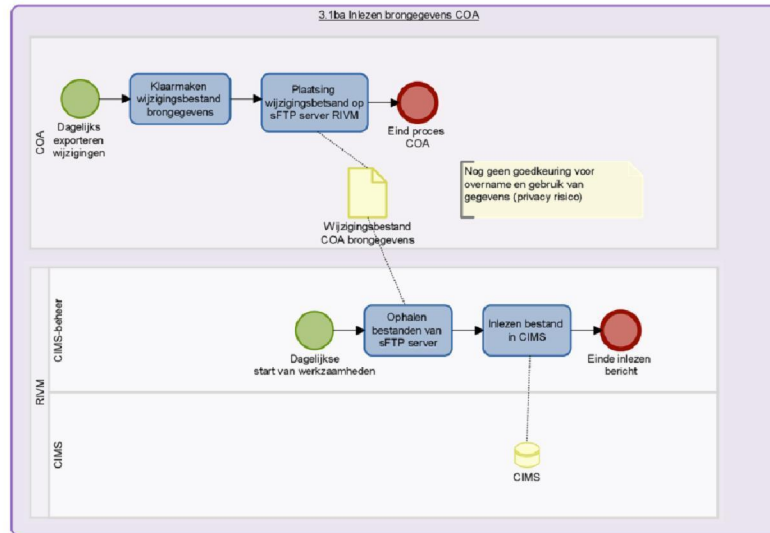 3.1ba Inlezen brongegevens COA
COA
Dagelijks
exporteren
wijzigingen
Klaarmaken
wijzigingsbestand
brongegevens
Plaatsing
wijzigingsbetsand op
sFTP server RIVM
Eind proces
COA
Nog geen goedkeuring voor
overname en gebruik van
gegevens (privacy risico)
Wijzigingsbestand
COA brongegevens
RIVM
CIMS-beheer
Dagelijkse
start van werkzaamheden
Ophalen
bestanden van
sFTP server
Inlezen bestand
in CIMS
Einde inlezen
bericht
CIMS
CIMS